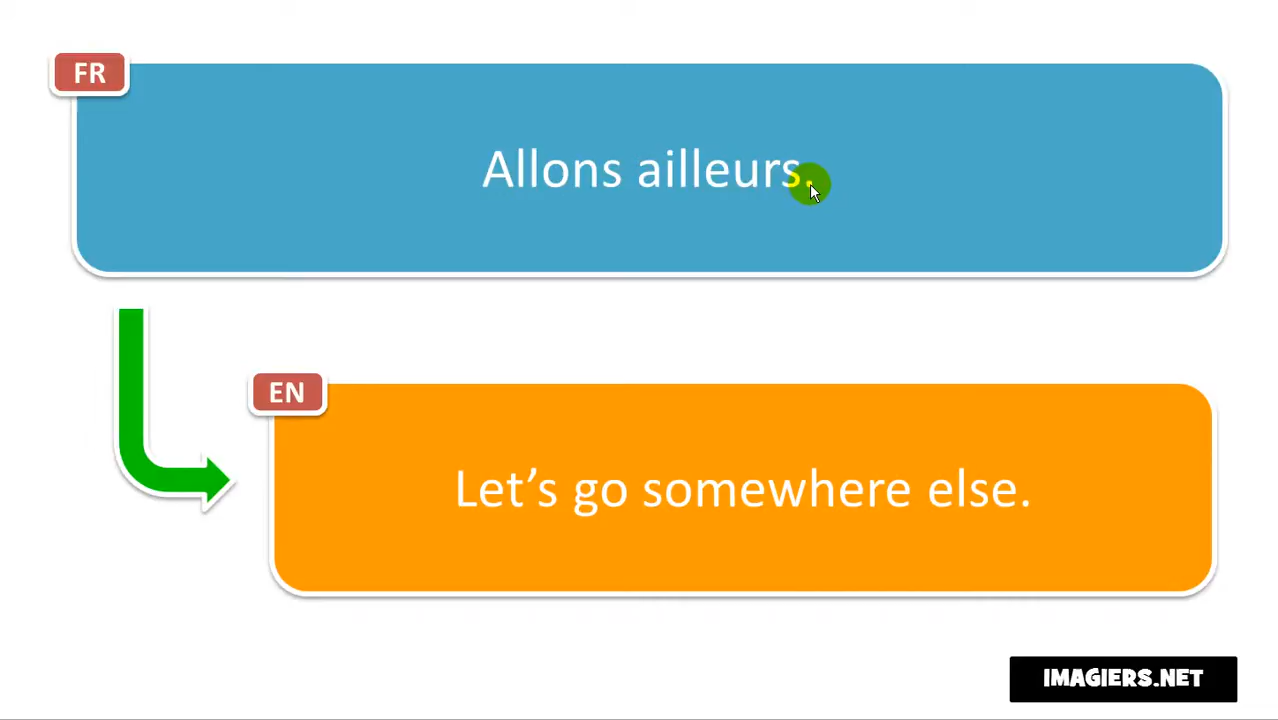 FR
Allons ailleurs.
EN
Let’s go somewhere else.
IMAGIERS.NET